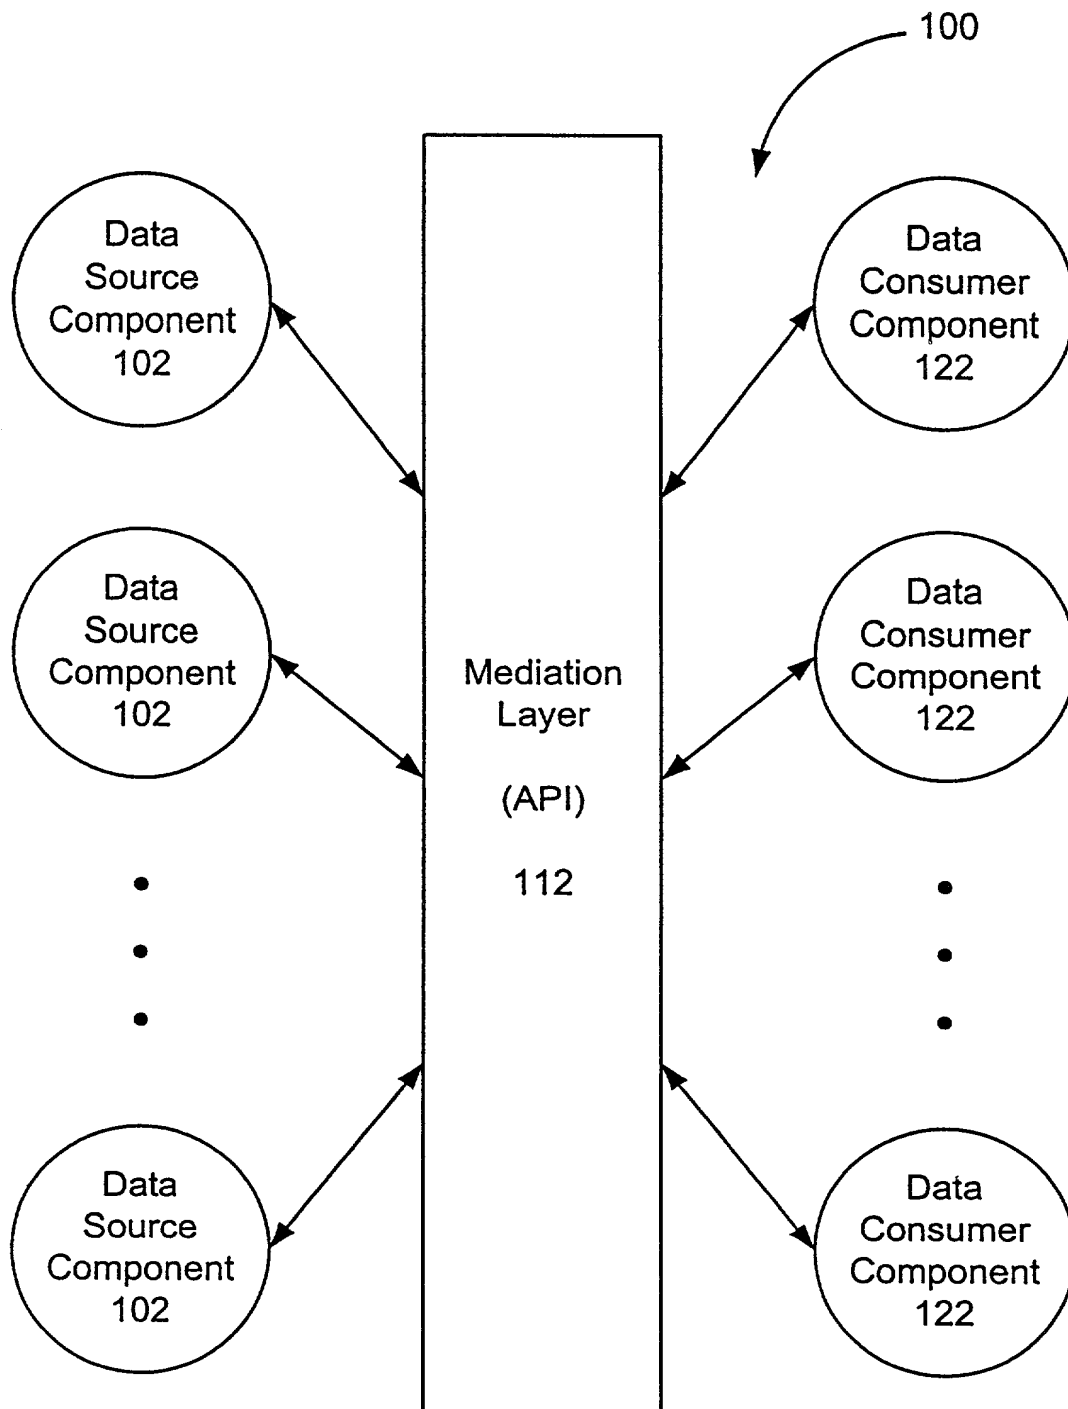 100
Data
Source
Component
102
Data
Consumer
Component
122
Data
Source
Component
102
Mediation
Layer
(API)
112
Data
Consumer
Component
122
Data
Source
Component
102
Data
Consumer
Component
122